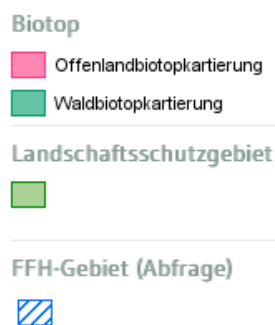 Biotop
Offenlandbiotopkartierung
Waldbiotopkartierung
Landschaftsschutzgebiet
FFH-Gebiet (Abfrage)